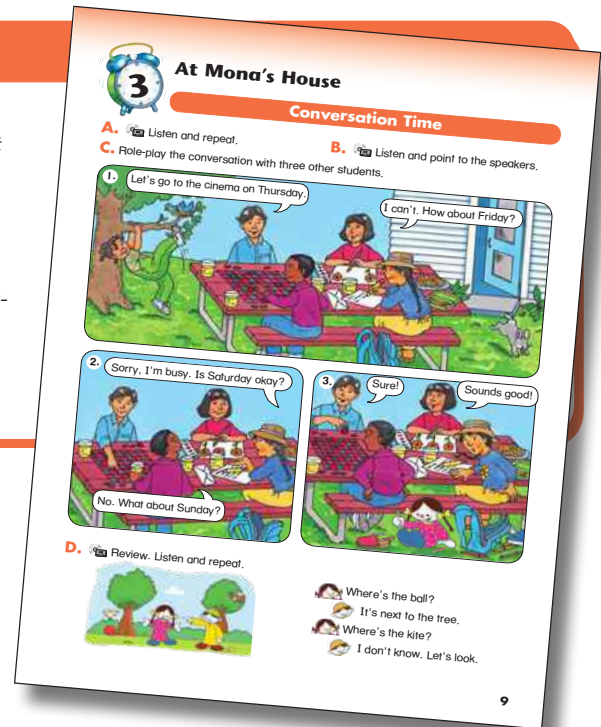 3
At Mona's House
Conversation Time
A. Listen and repeat.
B. Listen and point to the speakers.
C. Role-play the conversation with three other students.
1.
Let's go to the cinema on Thursday.
I can't. How about Friday?
2.
Sorry, I'm busy. Is Saturday okay?
No. What about Sunday?
3.
Sure!
Sounds good!
D. Review. Listen and repeat.
Where's the ball?
It's next to the tree.
Where's the kite?
I don't know. Let's look.
9